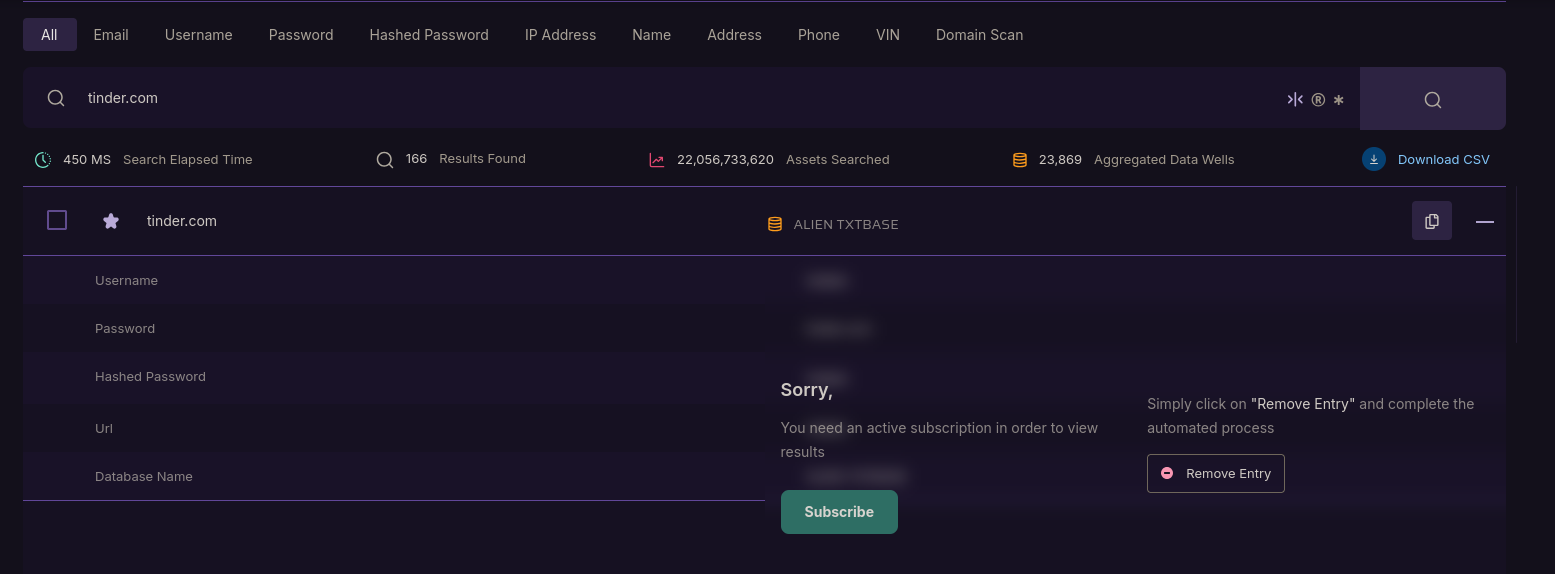 All Email Username Password Hashed Password IP Address Name Address Phone VIN Domain Scan
tinder.com ® *
450 MS Search Elapsed Time 166 Results Found 22,056,733,620 Assets Searched 23,869 Aggregated Data Wells Download CSV
tinder.com ALIEN TXTBASE
Username
Password
Hashed Password
Url
Database Name
Sorry,
You need an active subscription in order to view
results
Subscribe
Simply click on "Remove Entry" and complete the
automated process
Remove Entry